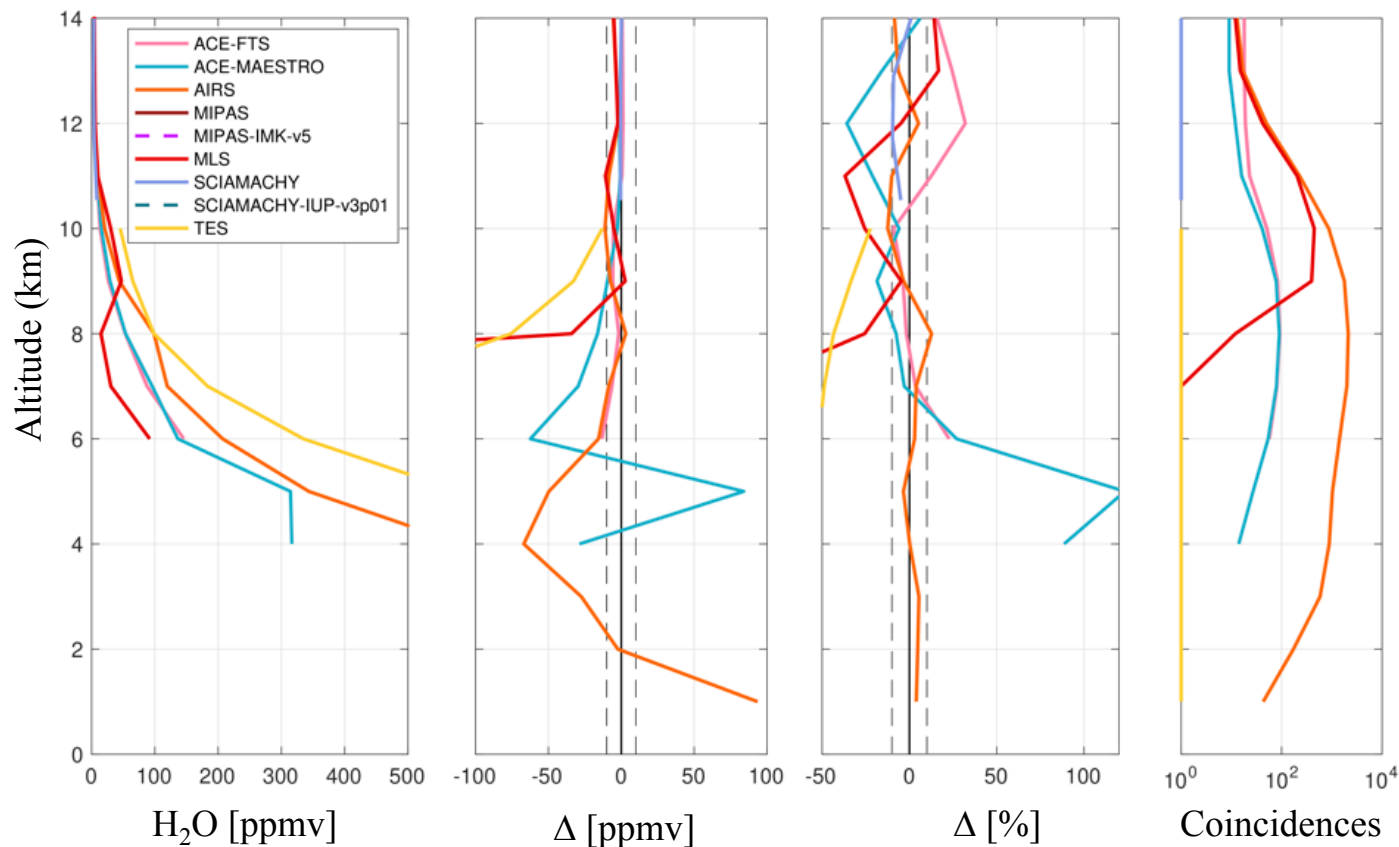 14
12
10
8
6
4
2
0
Altitude (km)
ACE-FTS
ACE-MAESTRO
AIRS
MIPAS
MIPAS-IMK-v5
MLS
SCIAMACHY
SCIAMACHY-IUP-v3p01
TES
0 100 200 300 400 500
H₂O [ppmv]
-100 -50 0 50 100
Δ [ppmv]
-50 0 50 100
Δ [%]
10⁰ 10² 10⁴
Coincidences